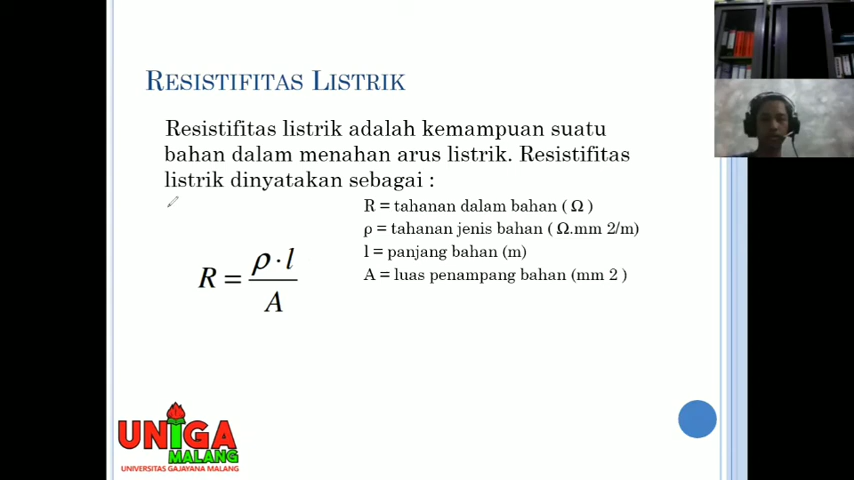 RESISTIFITAS LISTRIK
Resistifitas listrik adalah kemampuan suatu
bahan dalam menahan arus listrik. Resistifitas
listrik dinyatakan sebagai :
R = ρ · l / A
R = tahanan dalam bahan ( Ω )
ρ = tahanan jenis bahan ( Ω.mm 2/m)
l = panjang bahan (m)
A = luas penampang bahan (mm 2 )
UNIGA
MALANG
UNIVERSITAS GAJAYANA MALANG